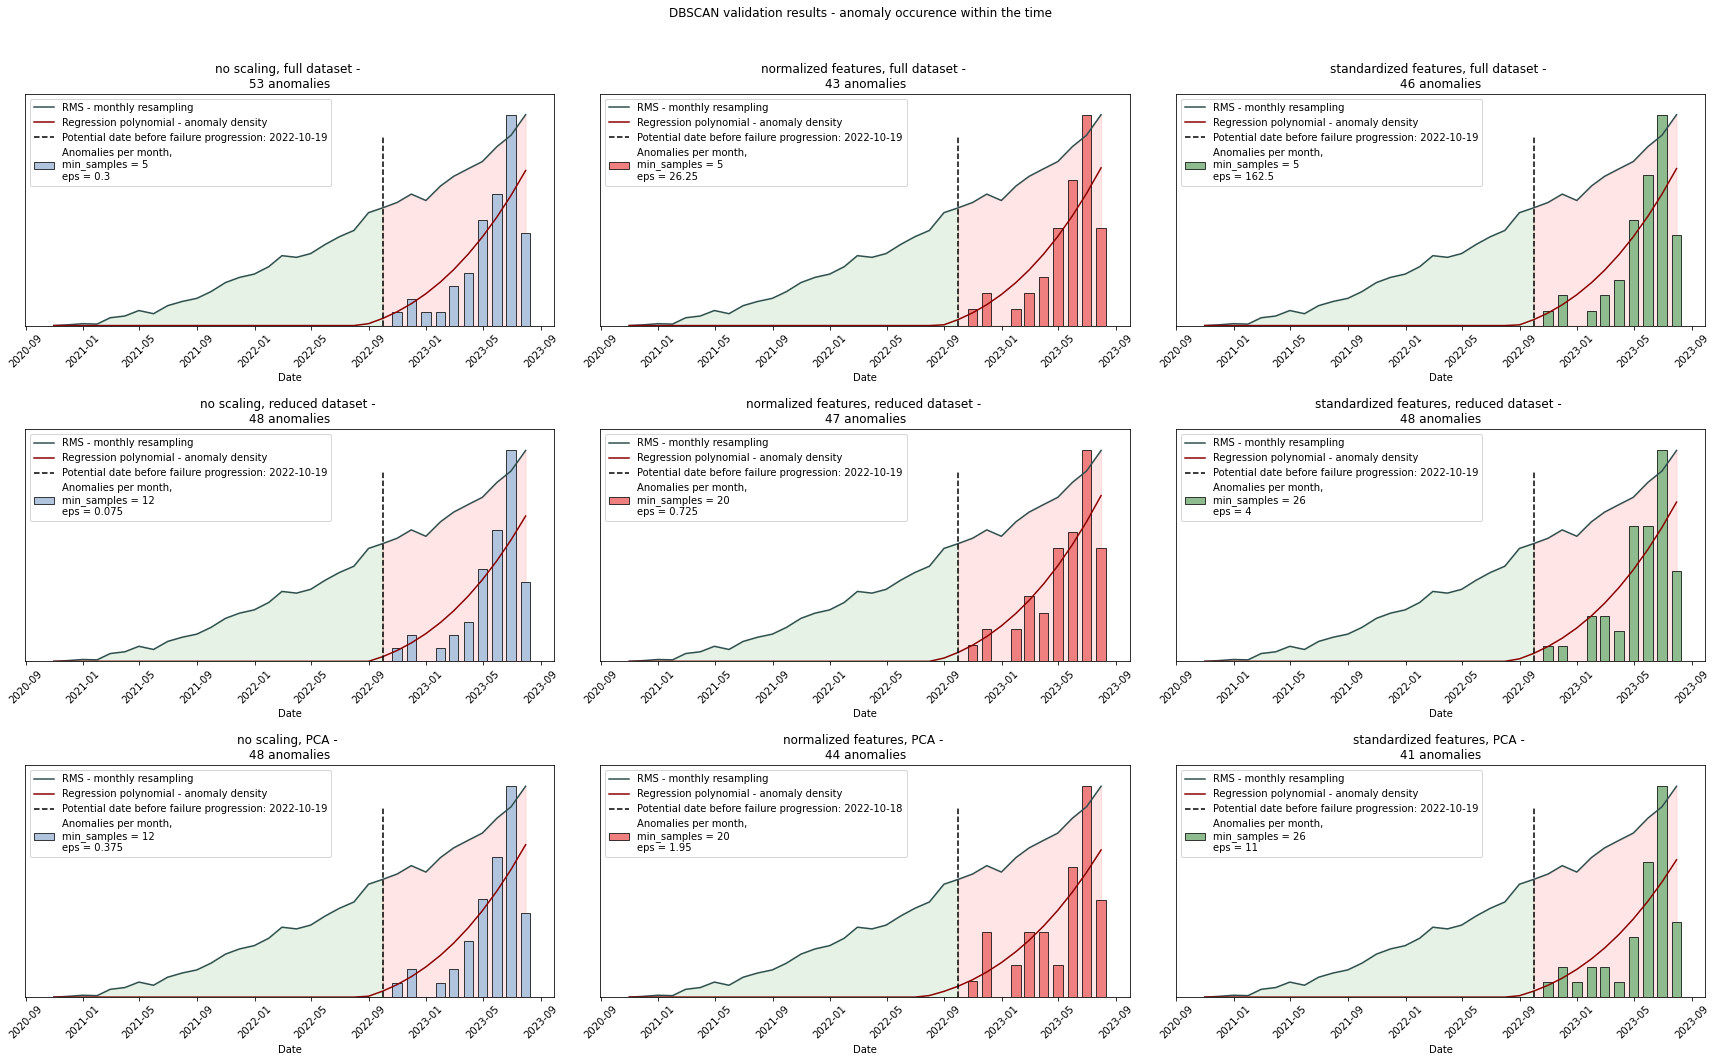 DBSCAN validation results - anomaly occurence within the time
no scaling, full dataset -
53 anomalies
RMS - monthly resampling
Regression polynomial - anomaly density
Potential date before failure progression: 2022-10-19
Anomalies per month,
min_samples = 5
eps = 0.3
2020-09
2021-01
2021-05
2021-09
2022-01
2022-05
2022-09
2023-01
2023-05
2023-09
Date
normalized features, full dataset -
43 anomalies
RMS - monthly resampling
Regression polynomial - anomaly density
Potential date before failure progression: 2022-10-19
Anomalies per month,
min_samples = 5
eps = 26.25
2020-09
2021-01
2021-05
2021-09
2022-01
2022-05
2022-09
2023-01
2023-05
2023-09
Date
standardized features, full dataset -
46 anomalies
RMS - monthly resampling
Regression polynomial - anomaly density
Potential date before failure progression: 2022-10-19
Anomalies per month,
min_samples = 5
eps = 162.5
2020-09
2021-01
2021-05
2021-09
2022-01
2022-05
2022-09
2023-01
2023-05
2023-09
Date
no scaling, reduced dataset -
48 anomalies
RMS - monthly resampling
Regression polynomial - anomaly density
Potential date before failure progression: 2022-10-19
Anomalies per month,
min_samples = 12
eps = 0.075
2020-09
2021-01
2021-05
2021-09
2022-01
2022-05
2022-09
2023-01
2023-05
2023-09
Date
normalized features, reduced dataset -
47 anomalies
RMS - monthly resampling
Regression polynomial - anomaly density
Potential date before failure progression: 2022-10-19
Anomalies per month,
min_samples = 20
eps = 0.725
2020-09
2021-01
2021-05
2021-09
2022-01
2022-05
2022-09
2023-01
2023-05
2023-09
Date
standardized features, reduced dataset -
48 anomalies
RMS - monthly resampling
Regression polynomial - anomaly density
Potential date before failure progression: 2022-10-19
Anomalies per month,
min_samples = 26
eps = 4
2020-09
2021-01
2021-05
2021-09
2022-01
2022-05
2022-09
2023-01
2023-05
2023-09
Date
no scaling, PCA -
48 anomalies
RMS - monthly resampling
Regression polynomial - anomaly density
Potential date before failure progression: 2022-10-19
Anomalies per month,
min_samples = 12
eps = 0.375
2020-09
2021-01
2021-05
2021-09
2022-01
2022-05
2022-09
2023-01
2023-05
2023-09
Date
normalized features, PCA -
44 anomalies
RMS - monthly resampling
Regression polynomial - anomaly density
Potential date before failure progression: 2022-10-18
Anomalies per month,
min_samples = 20
eps = 1.95
2020-09
2021-01
2021-05
2021-09
2022-01
2022-05
2022-09
2023-01
2023-05
2023-09
Date
standardized features, PCA -
41 anomalies
RMS - monthly resampling
Regression polynomial - anomaly density
Potential date before failure progression: 2022-10-19
Anomalies per month,
min_samples = 26
eps = 11
2020-09
2021-01
2021-05
2021-09
2022-01
2022-05
2022-09
2023-01
2023-05
2023-09
Date